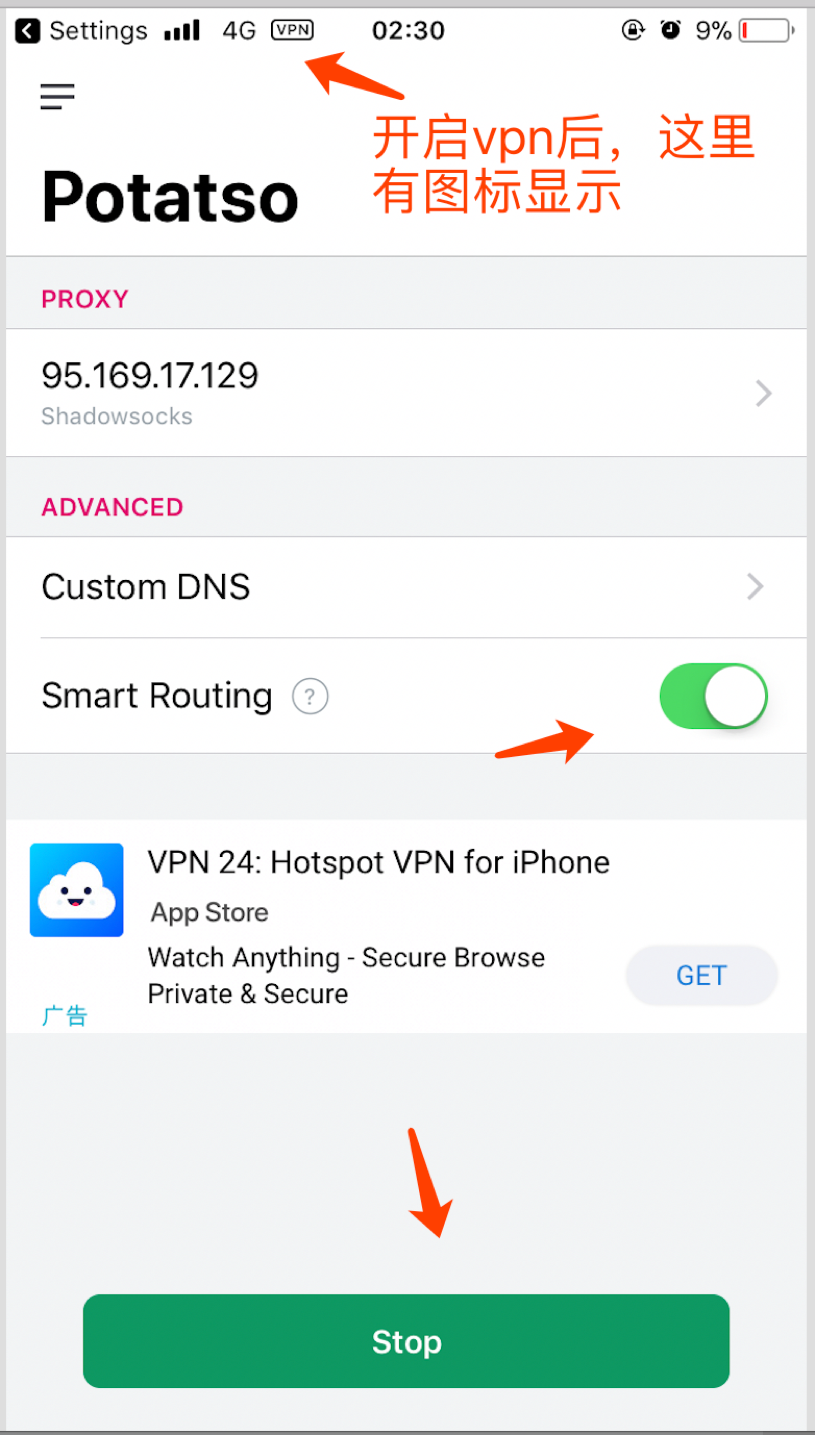 Settings 4G VPN 02:30 9%
开启vpn后，这里
有图标显示
Potatso
PROXY
95.169.17.129
Shadowsocks
ADVANCED
Custom DNS
Smart Routing ?
VPN 24: Hotspot VPN for iPhone
App Store
Watch Anything - Secure Browse
Private & Secure
GET
广告
Stop